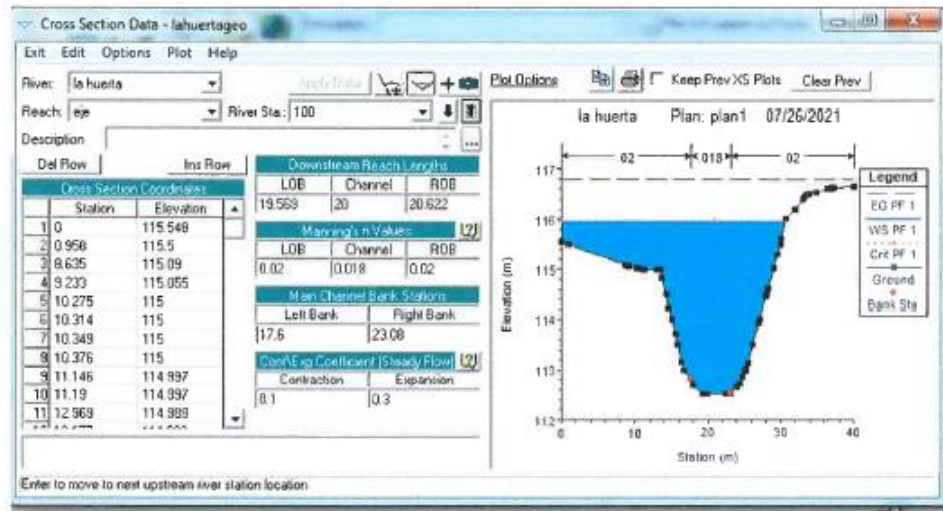 Cross Section Data - lahuertageo
Exit Edit Options Plot Help
River: la huerta Apply Data Plot Options Keep Prev XS Plots Clear Prev
Reach: eje River Sta.: 100
Description
Del Row Ins Row
Cross Section Coordinates
Station Elevation
1 0 115.548
2 0.958 115.5
3 8.635 115.09
4 9.233 115.055
5 10.275 115
6 10.314 115
7 10.349 115
8 10.376 115
9 11.146 114.997
10 11.19 114.997
11 12.969 114.989
Downstream Reach Lengths
LOB Channel ROB
19.569 20 20.622
Manning's n Values
LOB Channel ROB
0.02 0.018 0.02
Main Channel Bank Stations
Left Bank Right Bank
17.6 23.08
Cont\Exp Coefficient (Steady Flow)
Contraction Expansion
0.1 0.3
la huerta Plan: plan1 07/26/2021
.02 .018 .02
117
116
115
114
113
112
Elevation (m)
0 10 20 30 40
Station (m)
Legend
EG PF 1
WS PF 1
Crit PF 1
Ground
Bank Sta
Enter to move to next upstream river station location